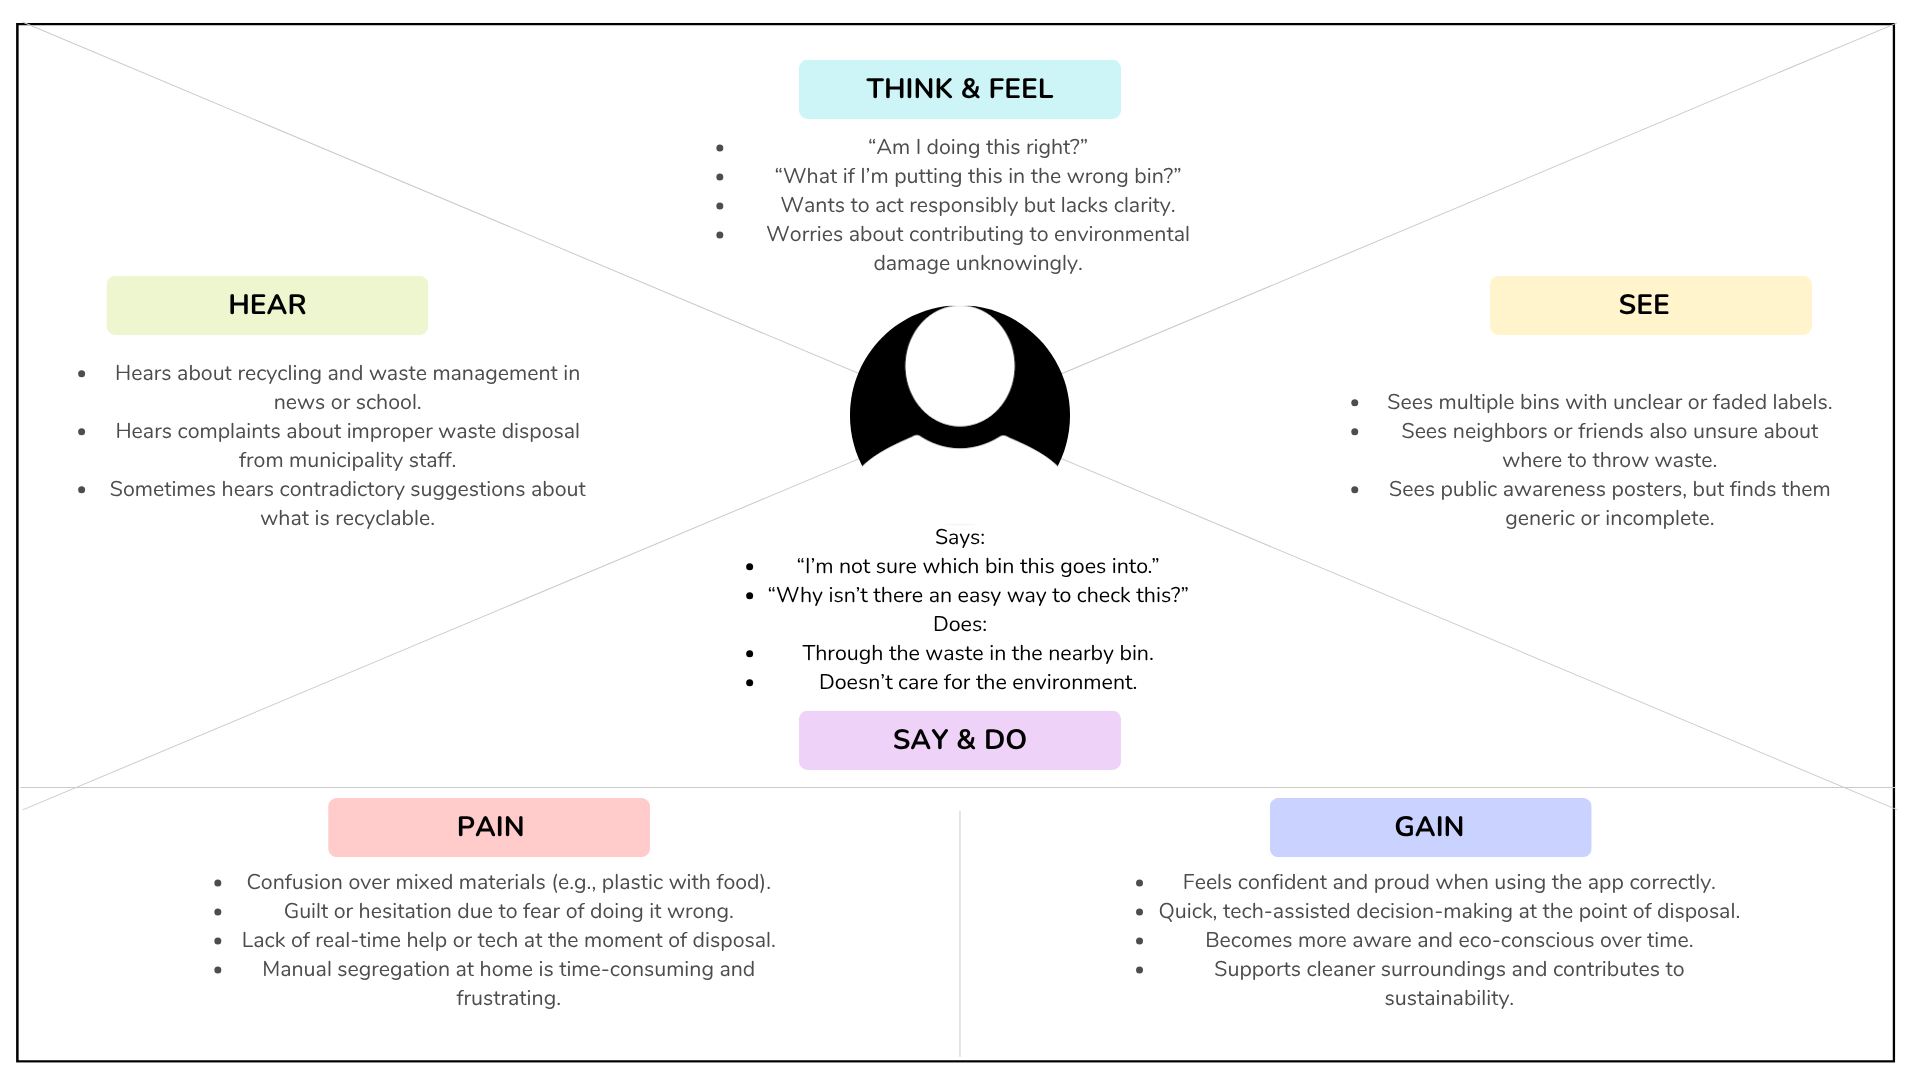 THINK & FEEL
• “Am I doing this right?”
• “What if I’m putting this in the wrong bin?”
• Wants to act responsibly but lacks clarity.
• Worries about contributing to environmental
damage unknowingly.
HEAR
• Hears about recycling and waste management in
news or school.
• Hears complaints about improper waste disposal
from municipality staff.
• Sometimes hears contradictory suggestions about
what is recyclable.
SEE
• Sees multiple bins with unclear or faded labels.
• Sees neighbors or friends also unsure about
where to throw waste.
• Sees public awareness posters, but finds them
generic or incomplete.
Says:
• “I’m not sure which bin this goes into.”
• “Why isn’t there an easy way to check this?”
Does:
• Through the waste in the nearby bin.
• Doesn’t care for the environment.
SAY & DO
PAIN
• Confusion over mixed materials (e.g., plastic with food).
• Guilt or hesitation due to fear of doing it wrong.
• Lack of real-time help or tech at the moment of disposal.
• Manual segregation at home is time-consuming and
frustrating.
GAIN
• Feels confident and proud when using the app correctly.
• Quick, tech-assisted decision-making at the point of disposal.
• Becomes more aware and eco-conscious over time.
• Supports cleaner surroundings and contributes to
sustainability.